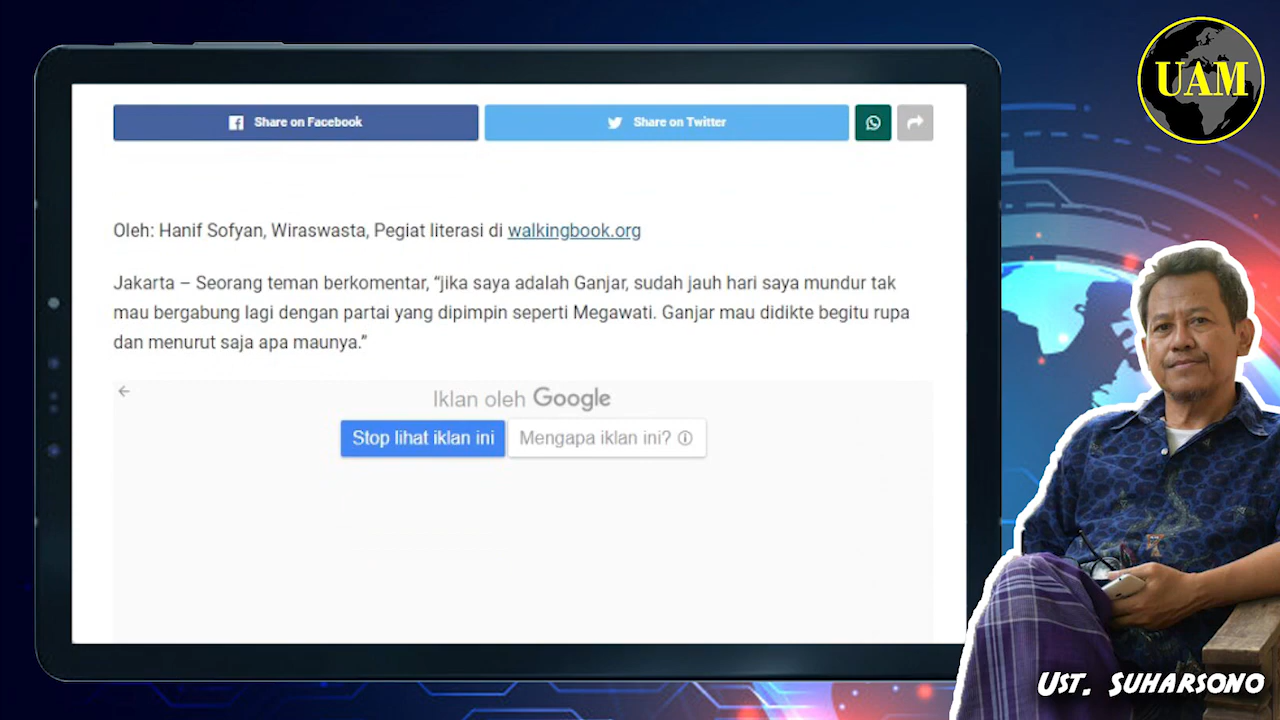 UAM
Share on Facebook
Share on Twitter
Oleh: Hanif Sofyan, Wiraswasta, Pegiat literasi di walkingbook.org
Jakarta – Seorang teman berkomentar, “jika saya adalah Ganjar, sudah jauh hari saya mundur tak
mau bergabung lagi dengan partai yang dipimpin seperti Megawati. Ganjar mau didikte begitu rupa
dan menurut saja apa maunya.”
Iklan oleh Google
Stop lihat iklan ini
Mengapa iklan ini?
Ust. Suharsono